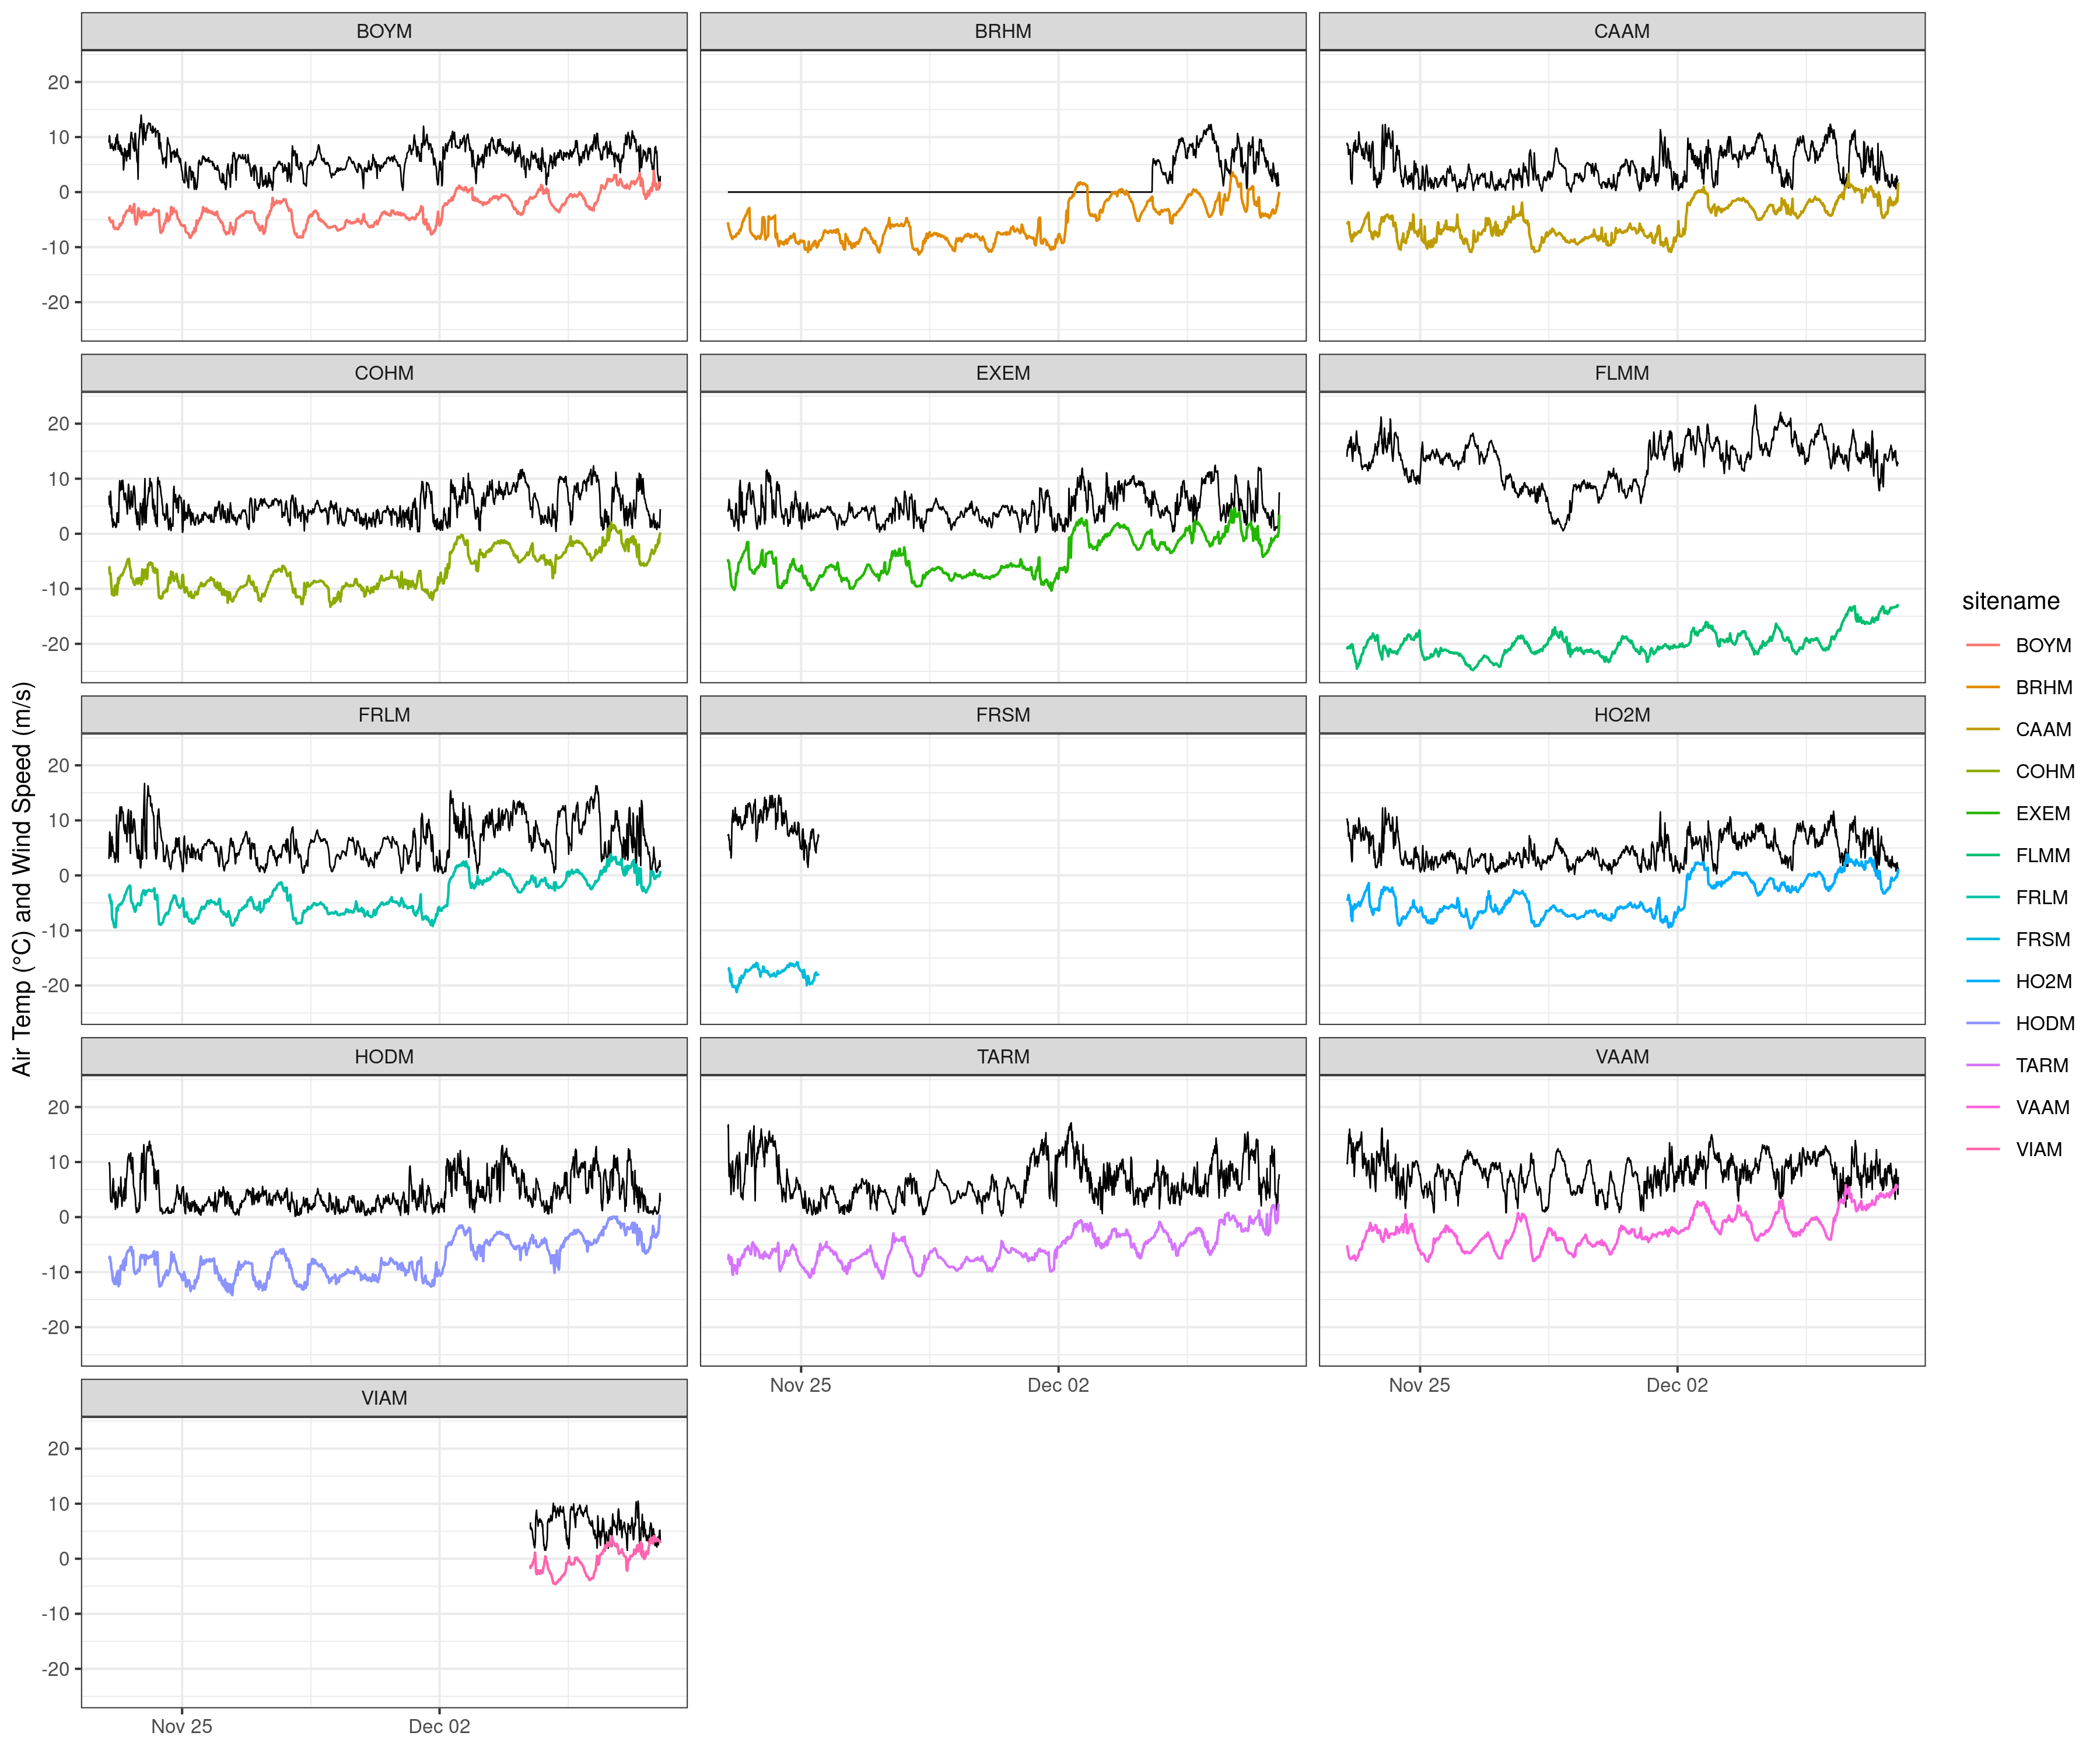 BOYM BRHM CAAM
20
10
0
-10
-20
COHM EXEM FLMM
20
10
0
-10
-20
FRLM FRSM HO2M
20
10
0
-10
-20
HODM TARM VAAM
20
10
0
-10
-20
Nov 25 Dec 02 Nov 25 Dec 02
VIAM
20
10
0
-10
-20
Nov 25 Dec 02
Air Temp (°C) and Wind Speed (m/s)
sitename
BOYM
BRHM
CAAM
COHM
EXEM
FLMM
FRLM
FRSM
HO2M
HODM
TARM
VAAM
VIAM